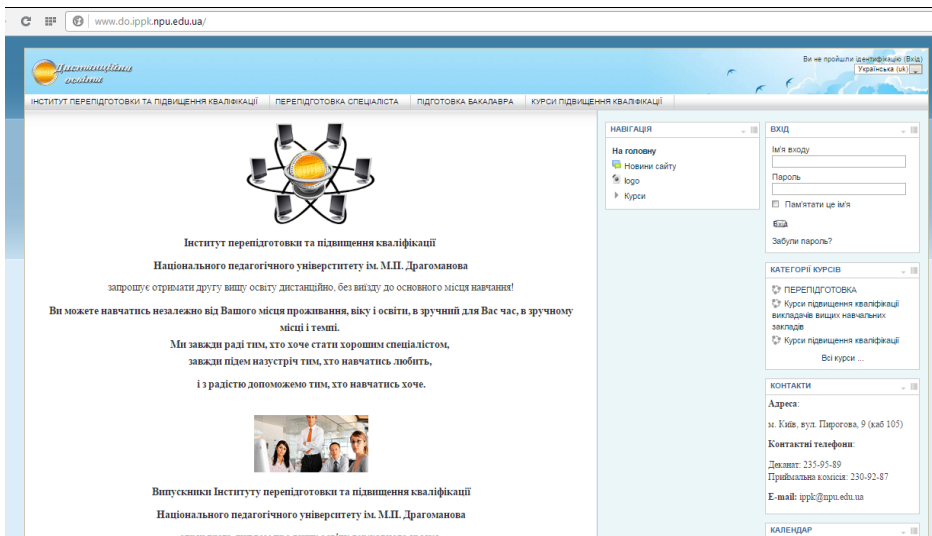 www.do.ippk.npu.edu.ua/
Дистанційна
освіта
Ви не пройшли ідентифікацію (Вхід)
Українська (uk)
ІНСТИТУТ ПЕРЕПІДГОТОВКИ ТА ПІДВИЩЕННЯ КВАЛІФІКАЦІЇ ПЕРЕПІДГОТОВКА СПЕЦІАЛІСТА ПІДГОТОВКА БАКАЛАВРА КУРСИ ПІДВИЩЕННЯ КВАЛІФІКАЦІЇ
Інститут перепідготовки та підвищення кваліфікації
Національного педагогічного університету ім. М.П. Драгоманова
запрошує отримати другу вищу освіту дистанційно, без виїзду до основного місця навчання!
Ви можете навчатись незалежно від Вашого місця проживання, віку і освіти, в зручний для Вас час, в зручному
місці і темпі.
Ми завжди раді тим, хто хоче стати хорошим спеціалістом,
завжди підем назустріч тим, хто навчатись любить,
і з радістю допоможемо тим, хто навчатись хоче.
Випускники Інституту перепідготовки та підвищення кваліфікації
Національного педагогічного університету ім. М.П. Драгоманова
НАВІГАЦІЯ
На головну
Новини сайту
logo
Курси
ВХІД
Ім'я входу
Пароль
Пам'ятати це ім'я
Вхід
Забули пароль?
КАТЕГОРІЇ КУРСІВ
ПЕРЕПІДГОТОВКА
Курси підвищення кваліфікації
викладачів вищих навчальних
закладів
Курси підвищення кваліфікації
Всі курси ...
КОНТАКТИ
Адреса:
м. Київ, вул. Пирогова, 9 (каб 105)
Контактні телефони:
Деканат: 235-95-89
Приймальна комісія: 230-92-87
E-mail: ippk@npu.edu.ua
КАЛЕНДАР